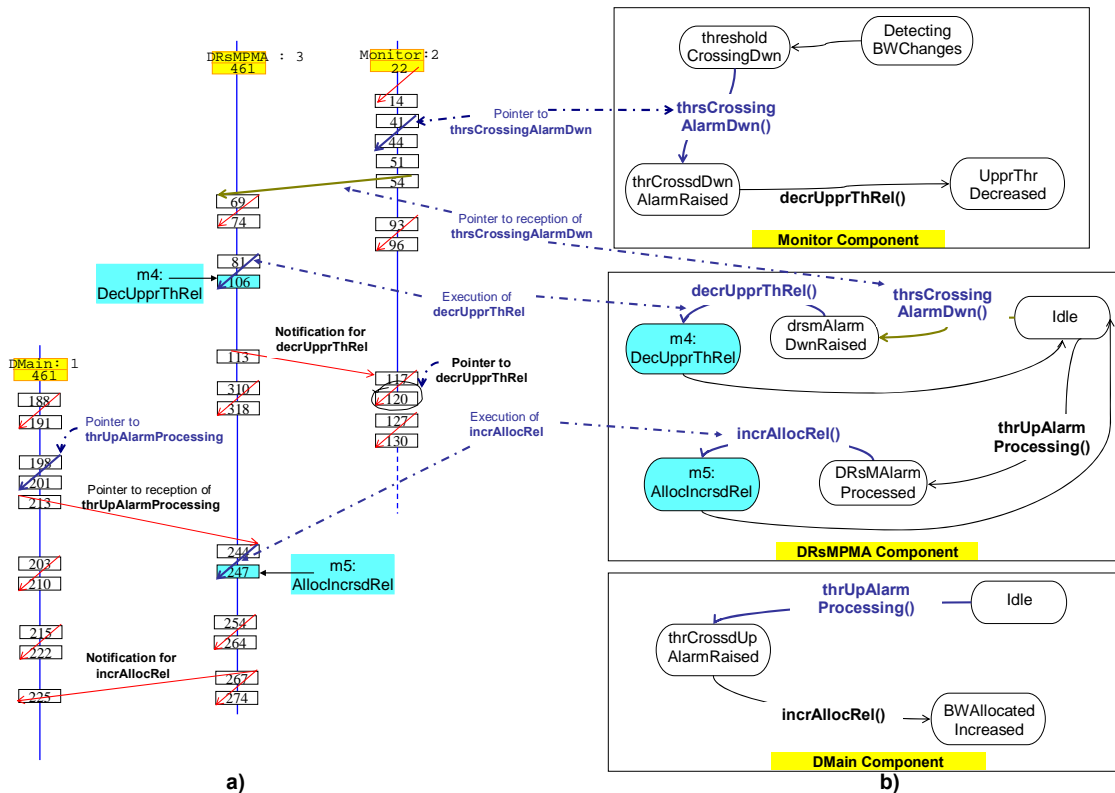 DRsMPMA : 3
461
69
74
81
106
m4:
DecUpprThRel
113
310
318
244
247
m5:
AllocIncrsdRel
254
264
267
274
Monitor:2
22
14
41
44
51
54
93
96
117
120
127
130
DMain: 1
461
188
191
198
201
213
203
210
215
222
225
Pointer to
thrsCrossingAlarmDwn
Pointer to reception of
thrsCrossingAlarmDwn
Execution of
decrUpprThRel
Notification for
decrUpprThRel
Pointer to
decrUpprThRel
Pointer to
thrUpAlarmProcessing
Execution of
incrAllocRel
Pointer to reception of
thrUpAlarmProcessing
Notification for
incrAllocRel
a)
threshold
CrossingDwn
Detecting
BWChanges
thrsCrossing
AlarmDwn()
thrCrossdDwn
AlarmRaised
decrUpprThRel()
UpprThr
Decreased
Monitor Component
decrUpprThRel()
thrsCrossing
AlarmDwn()
m4:
DecUpprThRel
drsmAlarm
DwnRaised
Idle
incrAllocRel()
thrUpAlarm
Processing()
m5:
AllocIncrsdRel
DRsMAlarm
Processed
DRsMPMA Component
thrUpAlarm
Processing()
Idle
thrCrossdUp
AlarmRaised
incrAllocRel()
BWAllocated
Increased
DMain Component
b)